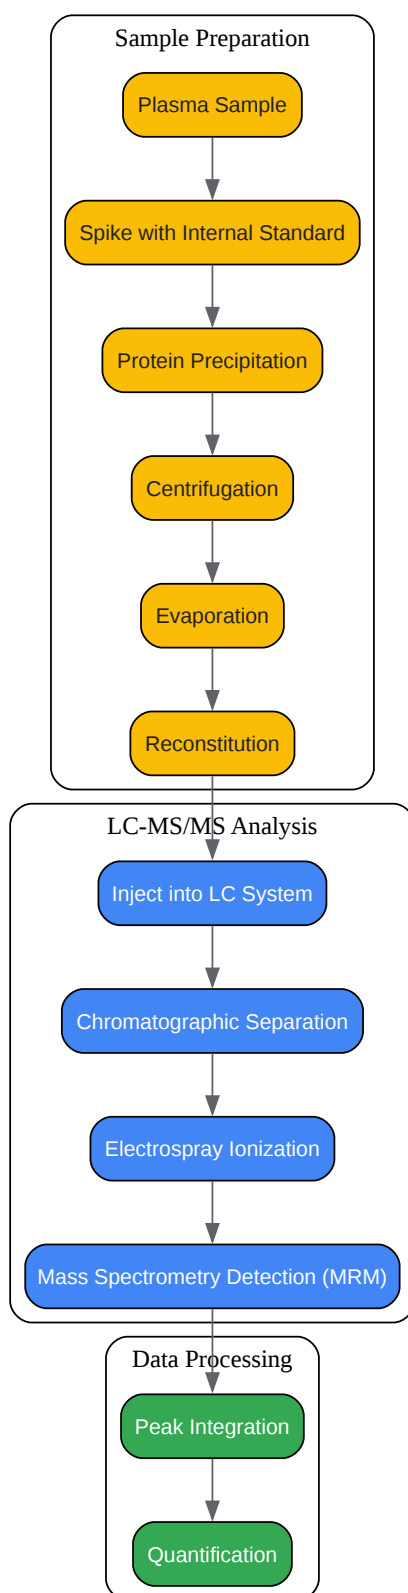 Sample Preparation
Plasma Sample
Spike with Internal Standard
Protein Precipitation
Centrifugation
Evaporation
Reconstitution
LC-MS/MS Analysis
Inject into LC System
Chromatographic Separation
Electrospray Ionization
Mass Spectrometry Detection (MRM)
Data Processing
Peak Integration
Quantification